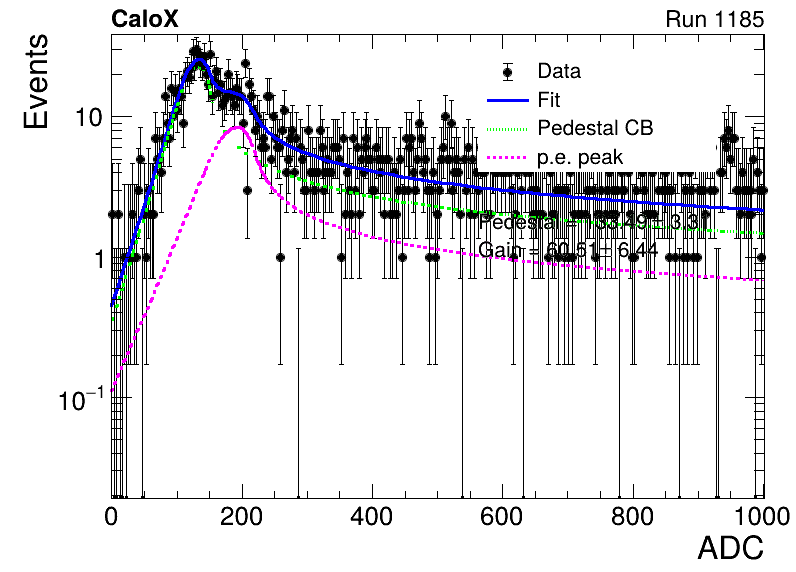 CaloX Run 1185
Events
Data
Fit
Pedestal CB
p.e. peak
Pedestal =
Gain = 60.51± 6.44
10
1
10⁻¹
0 200 400 600 800 1000
ADC